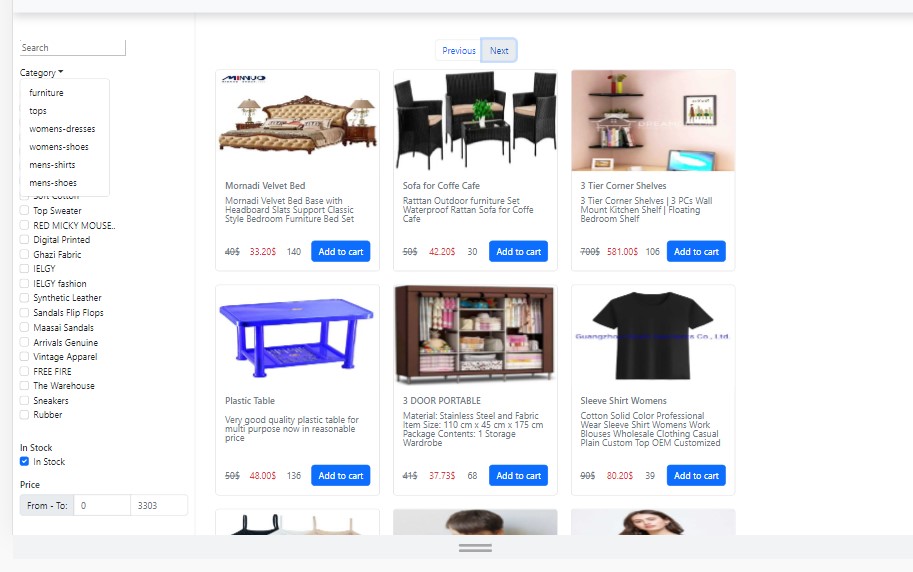 Search
Category
furniture
tops
womens-dresses
womens-shoes
mens-shirts
mens-shoes
Soft Cotton
Top Sweater
RED MICKY MOUSE..
Digital Printed
Ghazi Fabric
IELGY
IELGY fashion
Synthetic Leather
Sandals Flip Flops
Maasai Sandals
Arrivals Genuine
Vintage Apparel
FREE FIRE
The Warehouse
Sneakers
Rubber
In Stock
In Stock
Price
From - To: 0 3303
Previous Next
MINNUO
Mornadi Velvet Bed
Mornadi Velvet Bed Base with
Headboard Slats Support Classic
Style Bedroom Furniture Bed Set
40$ 33.20$ 140 Add to cart
Sofa for Coffe Cafe
Ratttan Outdoor furniture Set
Waterproof Rattan Sofa for Coffe
Cafe
50$ 42.20$ 30 Add to cart
3 Tier Corner Shelves
3 Tier Corner Shelves | 3 PCs Wall
Mount Kitchen Shelf | Floating
Bedroom Shelf
700$ 581.00$ 106 Add to cart
Plastic Table
Very good quality plastic table for
multi purpose now in reasonable
price
50$ 48.00$ 136 Add to cart
3 DOOR PORTABLE
Material: Stainless Steel and Fabric
Item Size: 110 cm x 45 cm x 175 cm
Package Contents: 1 Storage
Wardrobe
41$ 37.73$ 68 Add to cart
Guangzho Co., Ltd.
Sleeve Shirt Womens
Cotton Solid Color Professional
Wear Sleeve Shirt Womens Work
Blouses Wholesale Clothing Casual
Plain Custom Top OEM Customized
90$ 80.20$ 39 Add to cart